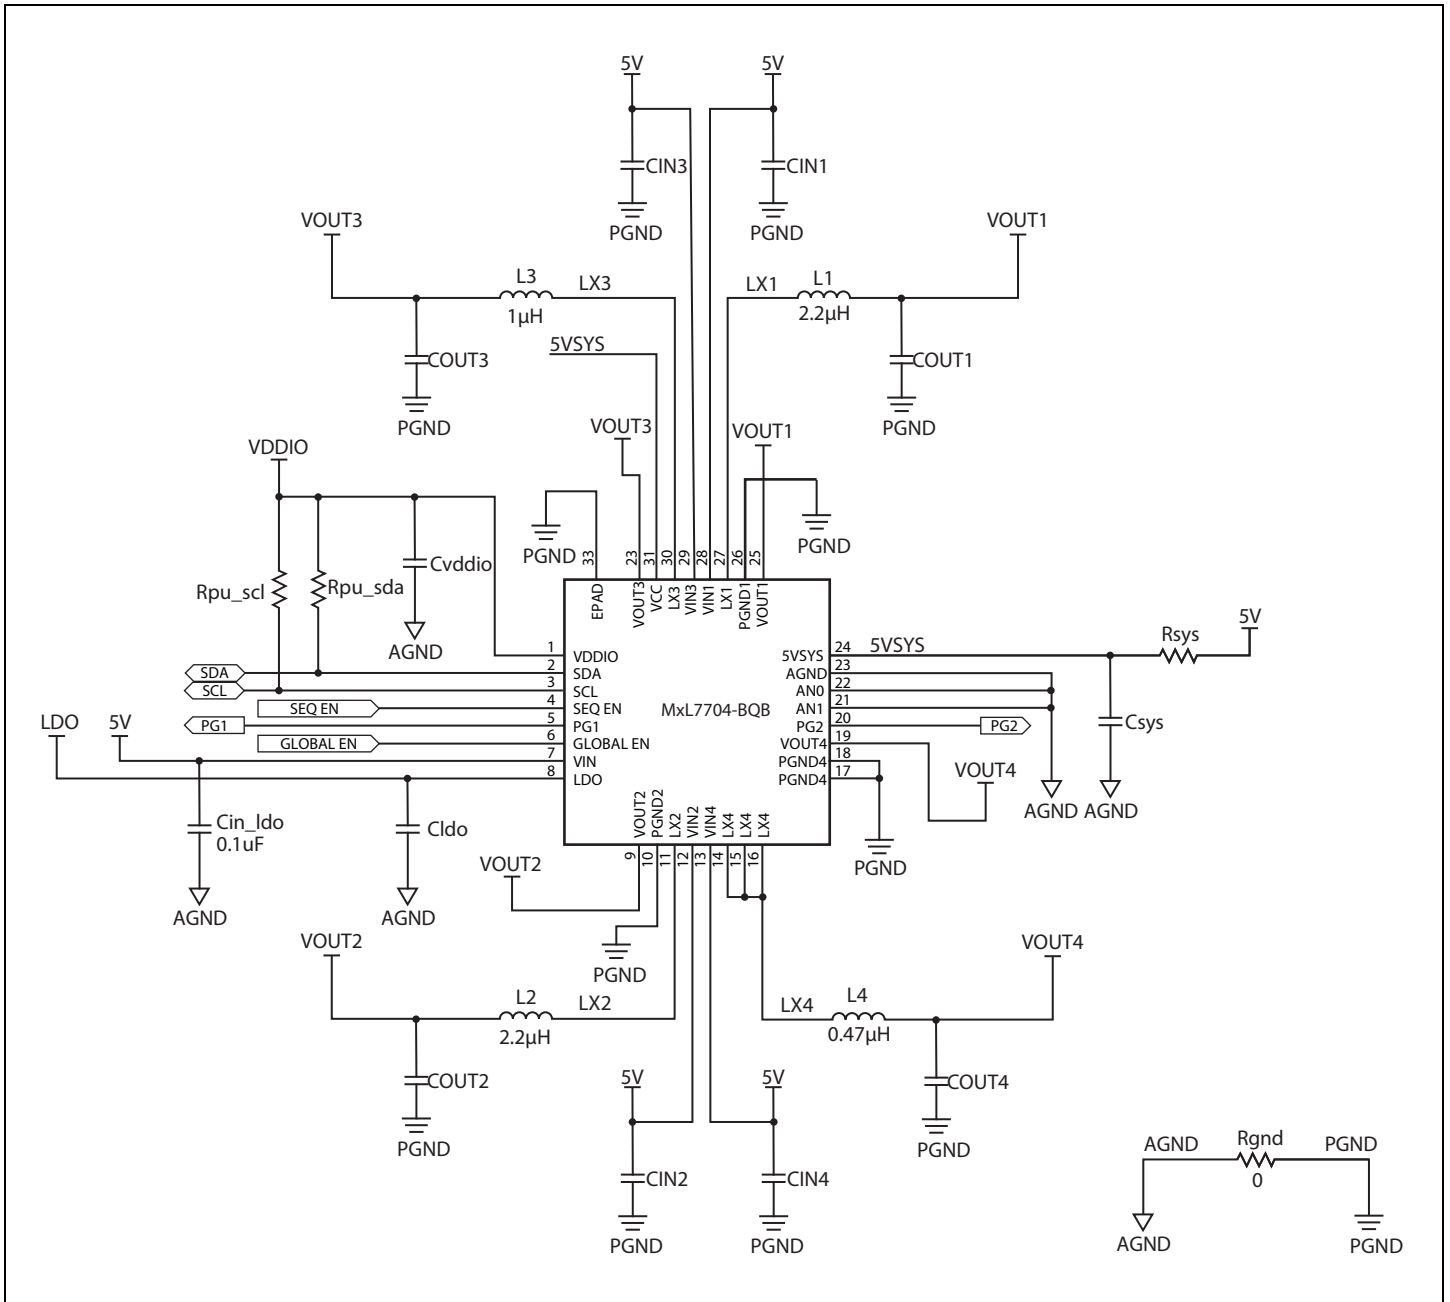 5V
5V
CIN3
CIN1
PGND
PGND
VOUT3
VOUT1
L3
LX3
1µH
LX1
L1
2.2µH
5VSYS
COUT3
COUT1
PGND
PGND
VOUT3
VOUT1
VDDIO
PGND
PGND
Cvddio
Rpu_scl
Rpu_sda
AGND
33
23
31
30
29
28
27
26
25
EPAD
VOUT3
VCC
LX3
VIN3
VIN1
LX1
PGND1
VOUT1
1 VDDIO
SDA 2 SDA
SCL 3 SCL
SEQ EN 4 SEQ EN
PG1 5 PG1
GLOBAL EN 6 GLOBAL EN
7 VIN
8 LDO
LDO
5V
MxL7704-BQB
5VSYS 24 5VSYS
AGND 23
AN0 22
AN1 21
PG2 20 PG2
VOUT4 19
PGND4 18
PGND4 17
Rsys
5V
Csys
AGND
AGND
VOUT4
PGND
Cin_ldo
0.1uF
AGND
Cldo
AGND
VOUT2
PGND2
LX2
VIN2
VIN4
LX4
LX4
LX4
9
10
11
12
13
14
15
16
VOUT2
PGND
VOUT2
L2
LX2
2.2µH
COUT2
PGND
VOUT4
LX4
L4
0.47µH
COUT4
PGND
5V
5V
CIN2
CIN4
PGND
PGND
AGND
Rgnd
PGND
0
AGND
PGND